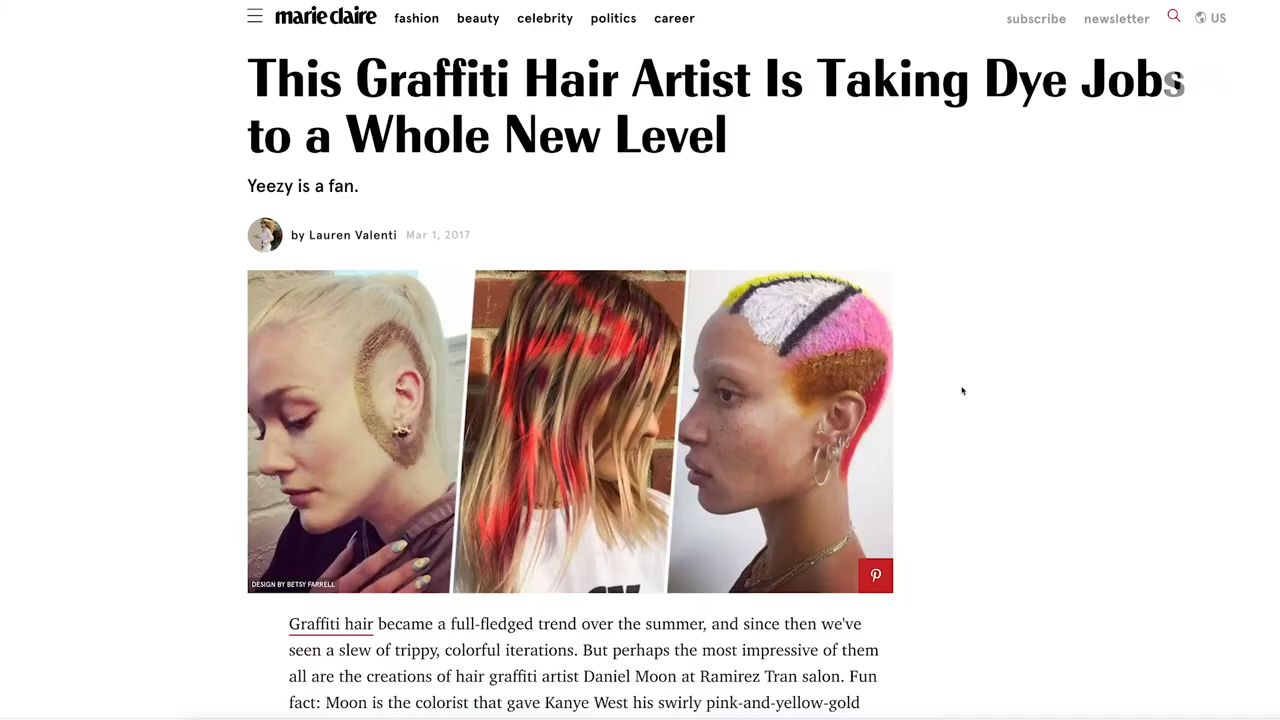 marie claire fashion beauty celebrity politics career subscribe newsletter US
This Graffiti Hair Artist Is Taking Dye Jobs
to a Whole New Level
Yeezy is a fan.
by Lauren Valenti Mar 1, 2017
DESIGN BY BETSY FARRELL
Graffiti hair became a full-fledged trend over the summer, and since then we've
seen a slew of trippy, colorful iterations. But perhaps the most impressive of them
all are the creations of hair graffiti artist Daniel Moon at Ramirez Tran salon. Fun
fact: Moon is the colorist that gave Kanye West his swirly pink-and-yellow-gold